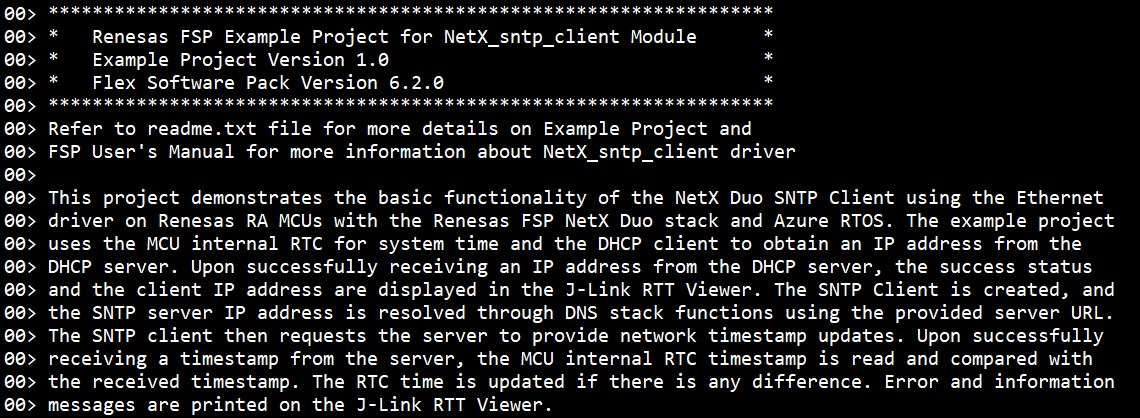 00> ******************************************************************
00> *   Renesas FSP Example Project for NetX_sntp_client Module      *
00> *   Example Project Version 1.0                                  *
00> *   Flex Software Pack Version 6.2.0                             *
00> ******************************************************************
00> Refer to readme.txt file for more details on Example Project and
00> FSP User's Manual for more information about NetX_sntp_client driver
00>
00> This project demonstrates the basic functionality of the NetX Duo SNTP Client using the Ethernet
00> driver on Renesas RA MCUs with the Renesas FSP NetX Duo stack and Azure RTOS. The example project
00> uses the MCU internal RTC for system time and the DHCP client to obtain an IP address from the
00> DHCP server. Upon successfully receiving an IP address from the DHCP server, the success status
00> and the client IP address are displayed in the J-Link RTT Viewer. The SNTP Client is created, and
00> the SNTP server IP address is resolved through DNS stack functions using the provided server URL.
00> The SNTP client then requests the server to provide network timestamp updates. Upon successfully
00> receiving a timestamp from the server, the MCU internal RTC timestamp is read and compared with
00> the received timestamp. The RTC time is updated if there is any difference. Error and information
00> messages are printed on the J-Link RTT Viewer.